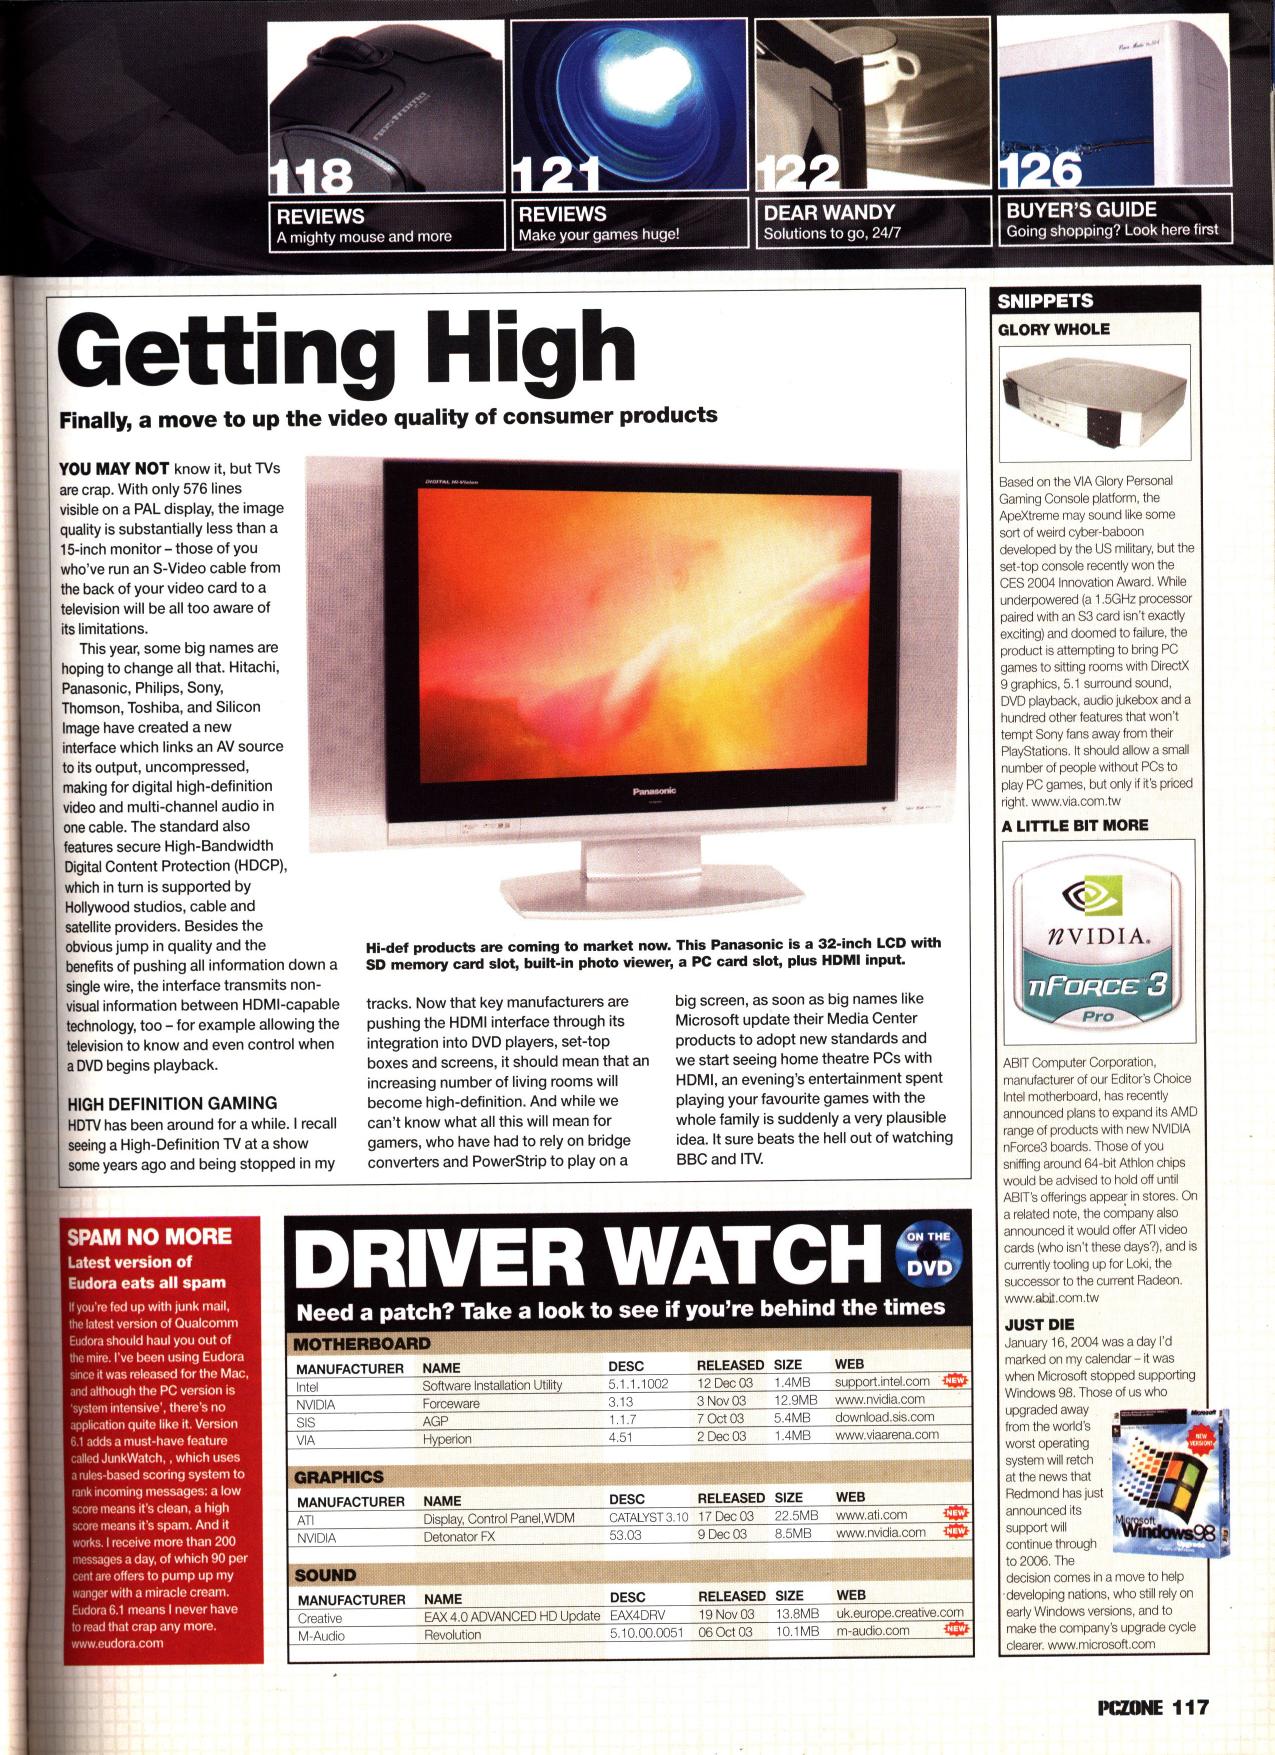 118
REVIEWS
A mighty mouse and more
121
REVIEWS
Make your games huge!
122
DEAR WANDY
Solutions to go, 24/7
126
BUYER'S GUIDE
Going shopping? Look here first
Getting High
Finally, a move to up the video quality of consumer products
YOU MAY NOT know it, but TVs
are crap. With only 576 lines
visible on a PAL display, the image
quality is substantially less than a
15-inch monitor – those of you
who've run an S-Video cable from
the back of your video card to a
television will be all too aware of
its limitations.
This year, some big names are
hoping to change all that. Hitachi,
Panasonic, Philips, Sony,
Thomson, Toshiba, and Silicon
Image have created a new
interface which links an AV source
to its output, uncompressed,
making for digital high-definition
video and multi-channel audio in
one cable. The standard also
features secure High-Bandwidth
Digital Content Protection (HDCP),
which in turn is supported by
Hollywood studios, cable and
satellite providers. Besides the
obvious jump in quality and the
benefits of pushing all information down a
single wire, the interface transmits non-
visual information between HDMI-capable
technology, too – for example allowing the
television to know and even control when
a DVD begins playback.
HIGH DEFINITION GAMING
HDTV has been around for a while. I recall
seeing a High-Definition TV at a show
some years ago and being stopped in my
DIGITAL Hi-Vision
Panasonic
Hi-def products are coming to market now. This Panasonic is a 32-inch LCD with
SD memory card slot, built-in photo viewer, a PC card slot, plus HDMI input.
tracks. Now that key manufacturers are
pushing the HDMI interface through its
integration into DVD players, set-top
boxes and screens, it should mean that an
increasing number of living rooms will
become high-definition. And while we
can't know what all this will mean for
gamers, who have had to rely on bridge
converters and PowerStrip to play on a
big screen, as soon as big names like
Microsoft update their Media Center
products to adopt new standards and
we start seeing home theatre PCs with
HDMI, an evening's entertainment spent
playing your favourite games with the
whole family is suddenly a very plausible
idea. It sure beats the hell out of watching
BBC and ITV.
SNIPPETS
GLORY WHOLE
Based on the VIA Glory Personal
Gaming Console platform, the
ApeXtreme may sound like some
sort of weird cyber-baboon
developed by the US military, but the
set-top console recently won the
CES 2004 Innovation Award. While
underpowered (a 1.5GHz processor
paired with an S3 card isn't exactly
exciting) and doomed to failure, the
product is attempting to bring PC
games to sitting rooms with DirectX
9 graphics, 5.1 surround sound,
DVD playback, audio jukebox and a
hundred other features that won't
tempt Sony fans away from their
PlayStations. It should allow a small
number of people without PCs to
play PC games, but only if it's priced
right. www.via.com.tw
A LITTLE BIT MORE
nVIDIA.
nFORCE 3
Pro
ABIT Computer Corporation,
manufacturer of our Editor's Choice
Intel motherboard, has recently
announced plans to expand its AMD
range of products with new NVIDIA
nForce3 boards. Those of you
sniffing around 64-bit Athlon chips
would be advised to hold off until
ABIT's offerings appear in stores. On
a related note, the company also
announced it would offer ATI video
cards (who isn't these days?), and is
currently tooling up for Loki, the
successor to the current Radeon.
www.abit.com.tw
JUST DIE
January 16, 2004 was a day I'd
marked on my calendar – it was
when Microsoft stopped supporting
Windows 98. Those of us who
upgraded away
from the world's
worst operating
system will retch
at the news that
Redmond has just
announced its
support will
continue through
to 2006. The
decision comes in a move to help
developing nations, who still rely on
early Windows versions, and to
make the company's upgrade cycle
clearer. www.microsoft.com
Microsoft
NEW
VERSION!
Microsoft
Windows98
Upgrade
SPAM NO MORE
Latest version of
Eudora eats all spam
If you're fed up with junk mail,
the latest version of Qualcomm
Eudora should haul you out of
the mire. I've been using Eudora
since it was released for the Mac,
and although the PC version is
'system intensive', there's no
application quite like it. Version
6.1 adds a must-have feature
called JunkWatch, , which uses
a rules-based scoring system to
rank incoming messages: a low
score means it's clean, a high
score means it's spam. And it
works. I receive more than 200
messages a day, of which 90 per
cent are offers to pump up my
wanger with a miracle cream.
Eudora 6.1 means I never have
to read that crap any more.
www.eudora.com
DRIVER WATCH
ON THE
DVD
Need a patch? Take a look to see if you're behind the times
MOTHERBOARD
MANUFACTURER NAME DESC RELEASED SIZE WEB
Intel Software Installation Utility 5.1.1.1002 12 Dec 03 1.4MB support.intel.com NEW
NVIDIA Forceware 3.13 3 Nov 03 12.9MB www.nvidia.com
SIS AGP 1.1.7 7 Oct 03 5.4MB download.sis.com
VIA Hyperion 4.51 2 Dec 03 1.4MB www.viaarena.com
GRAPHICS
MANUFACTURER NAME DESC RELEASED SIZE WEB
ATI Display, Control Panel,WDM CATALYST 3.10 17 Dec 03 22.5MB www.ati.com NEW
NVIDIA Detonator FX 53.03 9 Dec 03 8.5MB www.nvidia.com NEW
SOUND
MANUFACTURER NAME DESC RELEASED SIZE WEB
Creative EAX 4.0 ADVANCED HD Update EAX4DRV 19 Nov 03 13.8MB uk.europe.creative.com
M-Audio Revolution 5.10.00.0051 06 Oct 03 10.1MB m-audio.com NEW
PCZONE 117